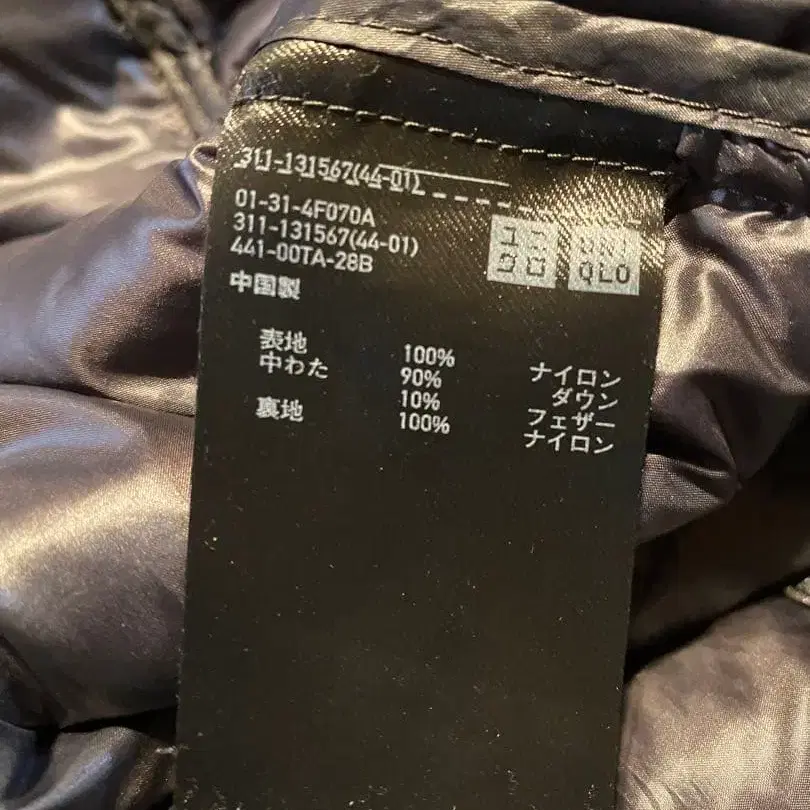 311-131567(44-01)
01-31-4F070A
311-131567(44-01)
441-00TA-28B
ユニ
クロ
UNI
QLO
中国製
表地 100% ナイロン
中わた 90% ダウン
10% フェザー
裏地 100% ナイロン